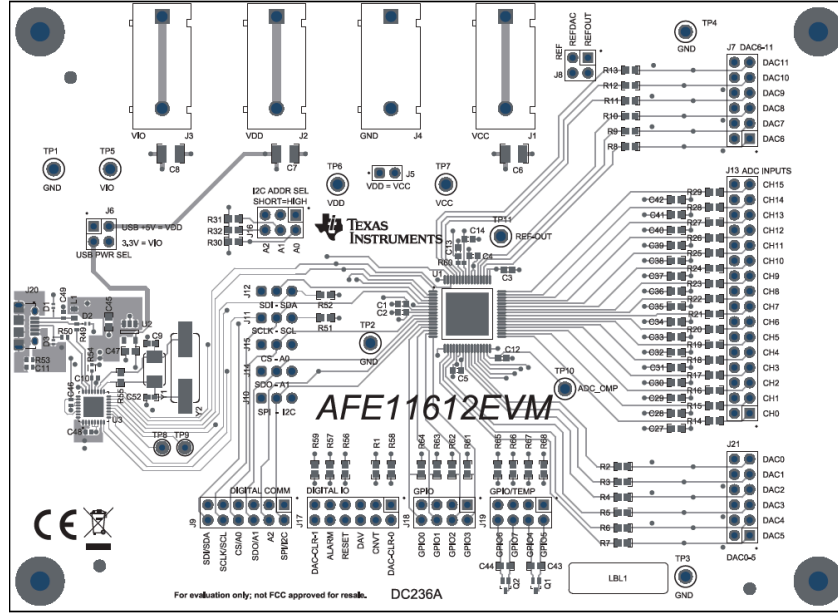 VIO
J3
VDD
J2
GND
J4
VCC
J1
REF
REFDAC
REFOUT
J8
TP4
GND
J7 DAC6-11
DAC11
DAC10
DAC9
DAC8
DAC7
DAC6
R13
R12
R11
R10
R9
R8
TP1
GND
TP5
VIO
C8
C7
C6
TP6
VDD
J5
VDD = VCC
TP7
VCC
J6
USB +5V = VDD
3.3V = VIO
USB PWR SEL
I2C ADDR SEL
SHORT=HIGH
R31
R32
R30
J16
A2
A1
A0
TEXAS
INSTRUMENTS
TP11
REF-OUT
C13
C14
C4
R60
U1
C3
J13 ADC INPUTS
CH15
CH14
CH13
CH12
CH11
CH10
CH9
CH8
CH7
CH6
CH5
CH4
CH3
CH2
CH1
CH0
R29
R28
R27
R26
R25
R24
R23
R22
R21
R20
R19
R18
R17
R16
R15
R14
C42
C41
C40
C39
C38
C37
C36
C35
C34
C33
C32
C31
C30
C29
C28
C27
J20
D1
C49
L1
C45
D2
R49
R50
D3
U2
C9
C47
R53
C11
R54
C10
R55
C52
Y1
Y2
C46
U3
C48
TP8
TP9
J12
SDI - SDA
R52
J11
SCLK - SCL
R51
J15
CS - A0
J14
SDO - A1
J10
SPI - I2C
C1
C2
TP2
GND
C5
C12
TP10
ADC_CMP
AFE11612EVM
R59
R57
R56
R1
R58
R64
R63
R62
R61
R65
R66
R67
R68
J9
DIGITAL COMM
SDI/SDA
SCLK/SCL
CS/A0
SDO/A1
A2
SPI/I2C
J17
DIGITAL IO
DAC-CLR-1
ALARM
RESET
DAV
CNVT
DAC-CLR-0
J18
GPIO
GPIO0
GPIO1
GPIO2
GPIO3
J19
GPIO/TEMP
GPIO6
GPIO7
GPIO4
GPIO5
C44
Q2
Q1
C43
J21
DAC0
DAC1
DAC2
DAC3
DAC4
DAC5
DAC0-5
R2
R3
R4
R5
R6
R7
TP3
GND
LBL1
CE
For evaluation only; not FCC approved for resale.
DC236A